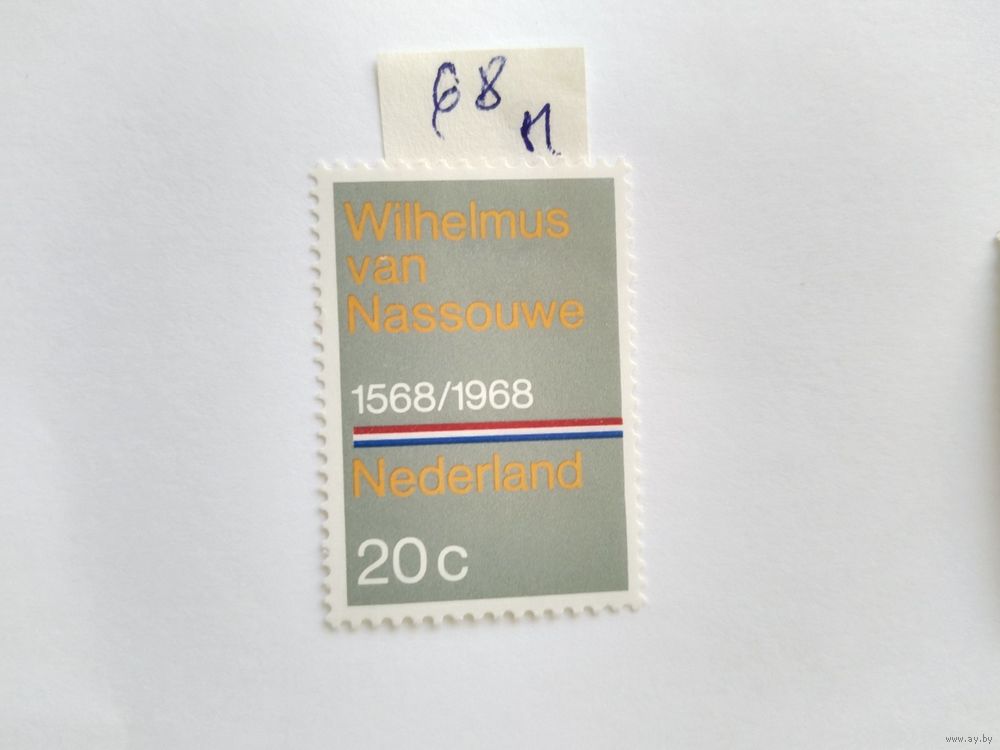 68
м
Wilhelmus
van
Nassouwe
1568/1968
Nederland
20 c
www.ay.by